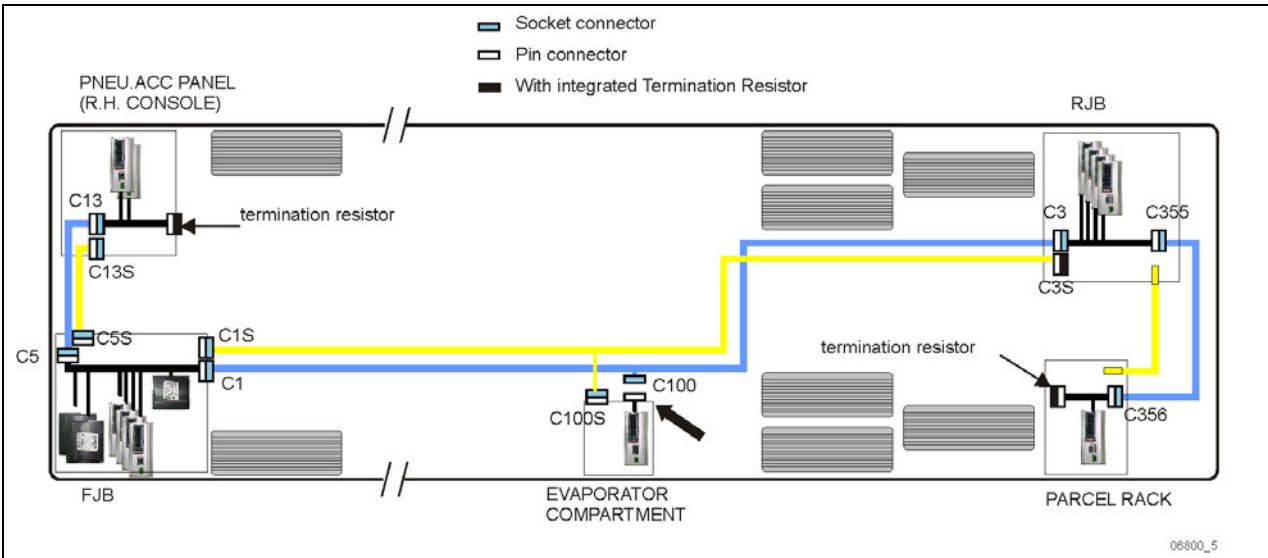 Socket connector
Pin connector
With integrated Termination Resistor
PNEU.ACC PANEL
(R.H. CONSOLE)
RJB
C13
termination resistor
C3
C355
C13S
C3S
C5S
C1S
C5
termination resistor
C1
C100
C100S
C356
FJB
EVAPORATOR
COMPARTMENT
PARCEL RACK
06800_5